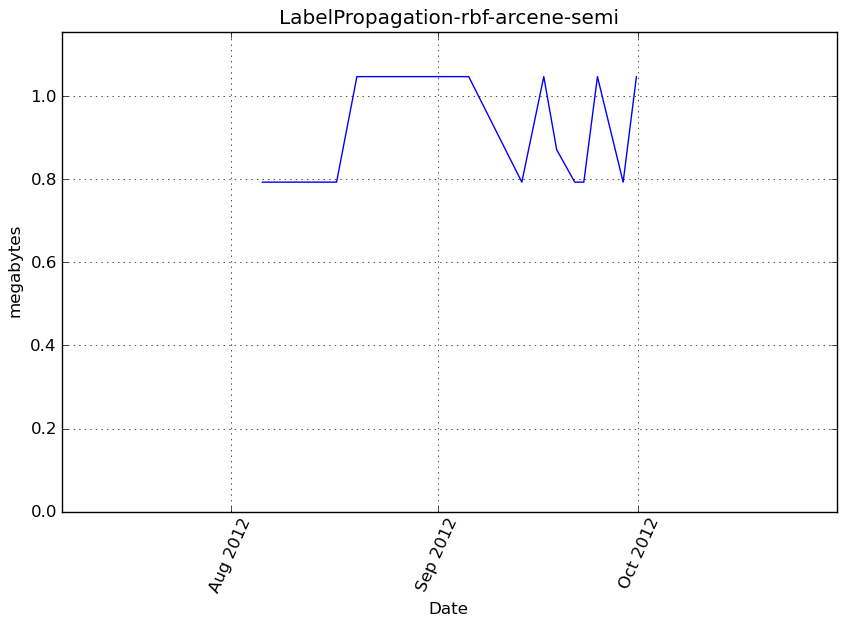 LabelPropagation-rbf-arcene-semi
megabytes
1.0
0.8
0.6
0.4
0.2
0.0
Aug 2012
Sep 2012
Oct 2012
Date